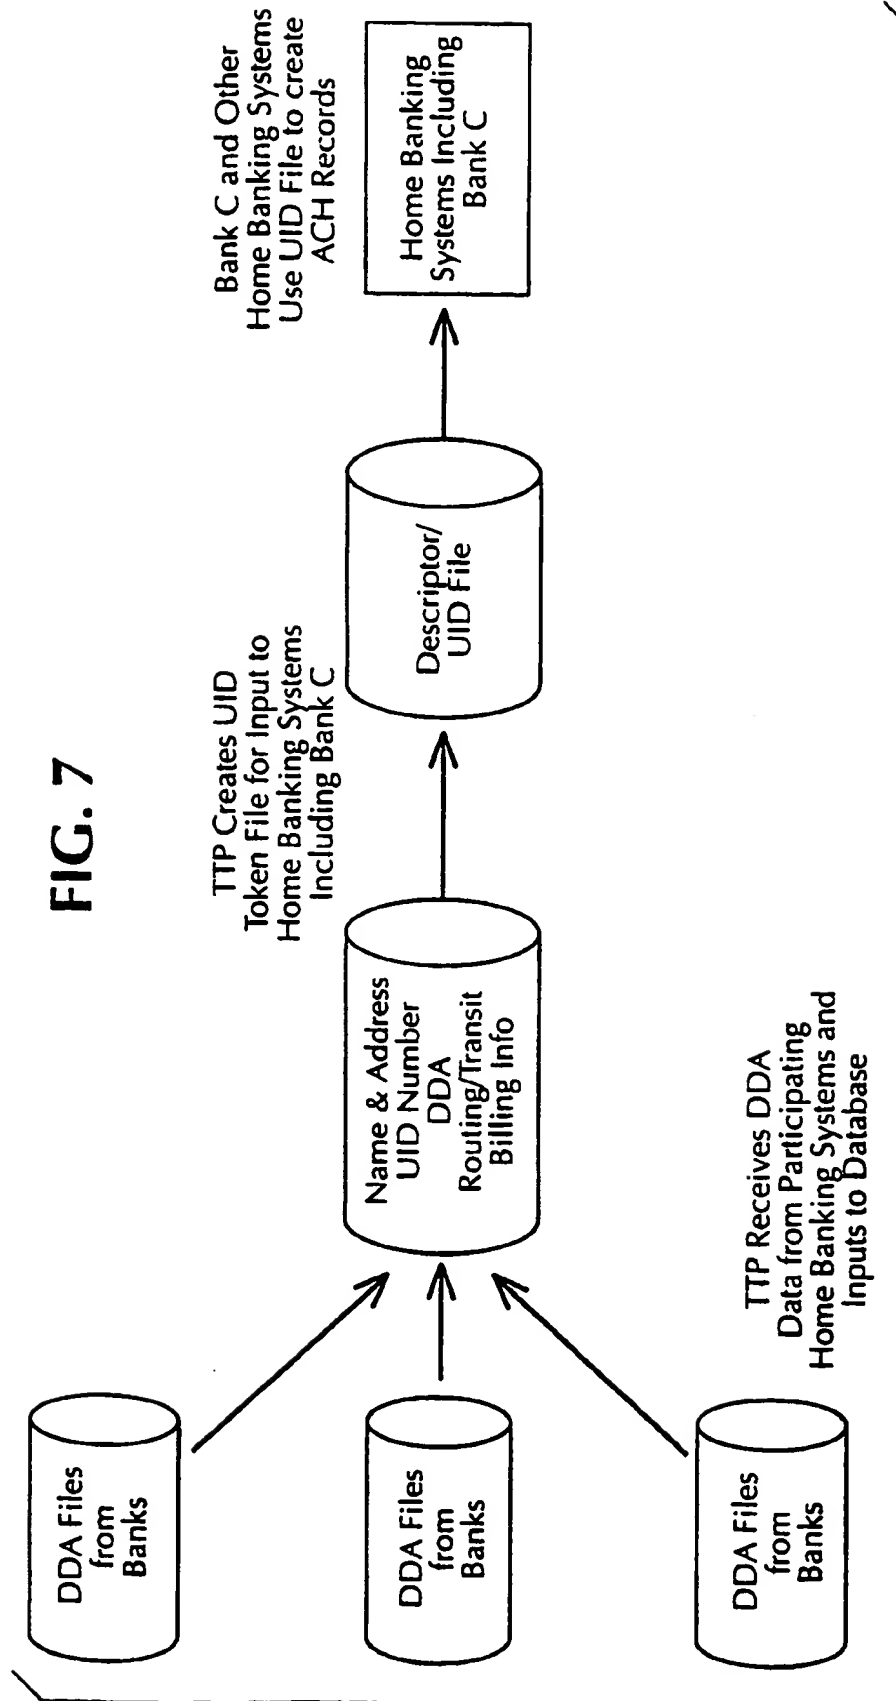 FIG. 7
DDA Files
from
Banks
DDA Files
from
Banks
DDA Files
from
Banks
TTP Receives DDA
Data from Participating
Home Banking Systems and
Inputs to Database
Name & Address
UID Number
DDA
Routing/Transit
Billing Info
TTP Creates UID
Token File for Input to
Home Banking Systems
Including Bank C
Descriptor/
UID File
Bank C and Other
Home Banking Systems
Use UID File to create
ACH Records
Home Banking
Systems Including
Bank C